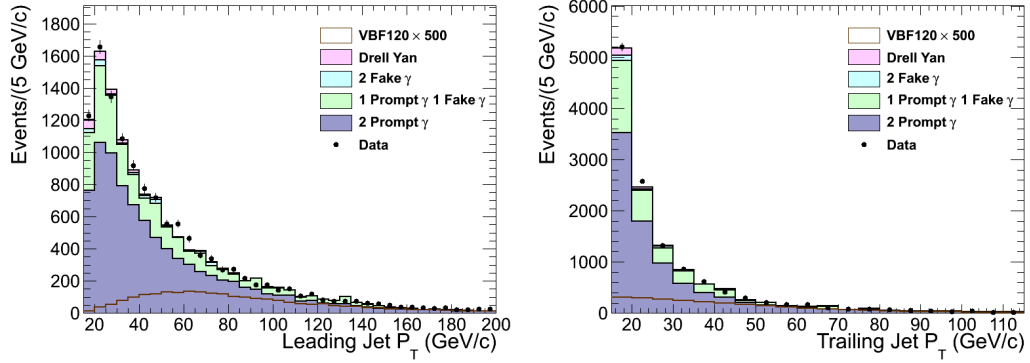 Events/(5 GeV/c)
1800
1600
1400
1200
1000
800
600
400
200
0
VBF120 × 500
Drell Yan
2 Fake γ
1 Prompt γ 1 Fake γ
2 Prompt γ
Data
20 40 60 80 100 120 140 160 180 200
Leading Jet P_T (GeV/c)
Events/(5 GeV/c)
6000
5000
4000
3000
2000
1000
0
VBF120 × 500
Drell Yan
2 Fake γ
1 Prompt γ 1 Fake γ
2 Prompt γ
Data
20 30 40 50 60 70 80 90 100 110
Trailing Jet P_T (GeV/c)